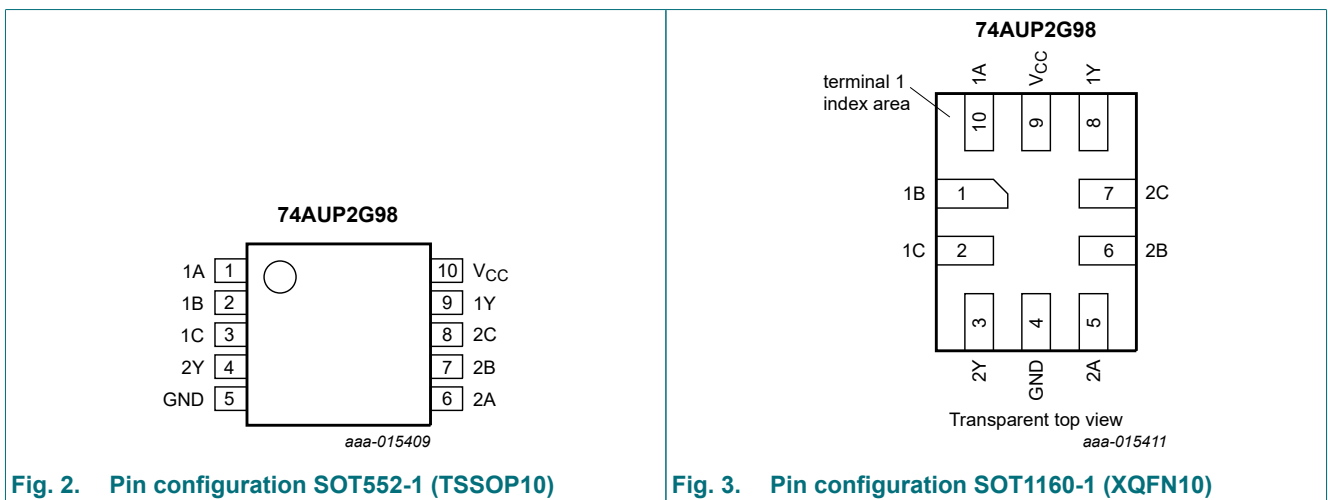 74AUP2G98
1A 1 10 VCC
1B 2 9 1Y
1C 3 8 2C
2Y 4 7 2B
GND 5 6 2A
aaa-015409
Fig. 2. Pin configuration SOT552-1 (TSSOP10)
74AUP2G98
terminal 1
index area
1A VCC 1Y
10 9 8
1B 1 7 2C
1C 2 6 2B
3 4 5
2Y GND 2A
Transparent top view
aaa-015411
Fig. 3. Pin configuration SOT1160-1 (XQFN10)